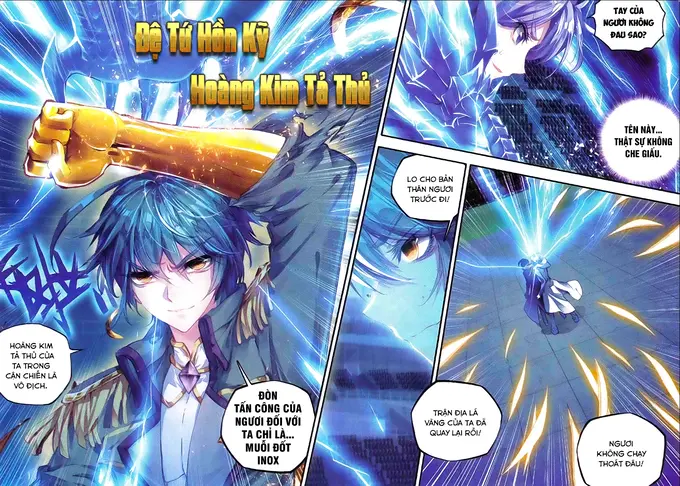 Đệ Tứ Hồn Kỹ
Hoàng Kim Tả Thủ
HOÀNG KIM
TẢ THỦ CỦA
TA TRONG
CẬN CHIẾN LÀ
VÔ ĐỊCH.
ĐÒN
TẤN CÔNG CỦA
NGƯƠI ĐỐI VỚI
TA CHỈ LÀ...
MUỖI ĐỐT
INOX
TAY CỦA
NGƯƠI KHÔNG
ĐAU SAO?
TÊN NÀY...
THẬT SỰ KHÔNG
CHE GIẤU.
LO CHO BẢN
THÂN NGƯƠI
TRƯỚC ĐI!
TRẬN ĐỊA LÁ
VÀNG CỦA TA ĐÃ
QUAY LẠI RỒI!
NGƯƠI
KHÔNG CHẠY
THOÁT ĐÂU!